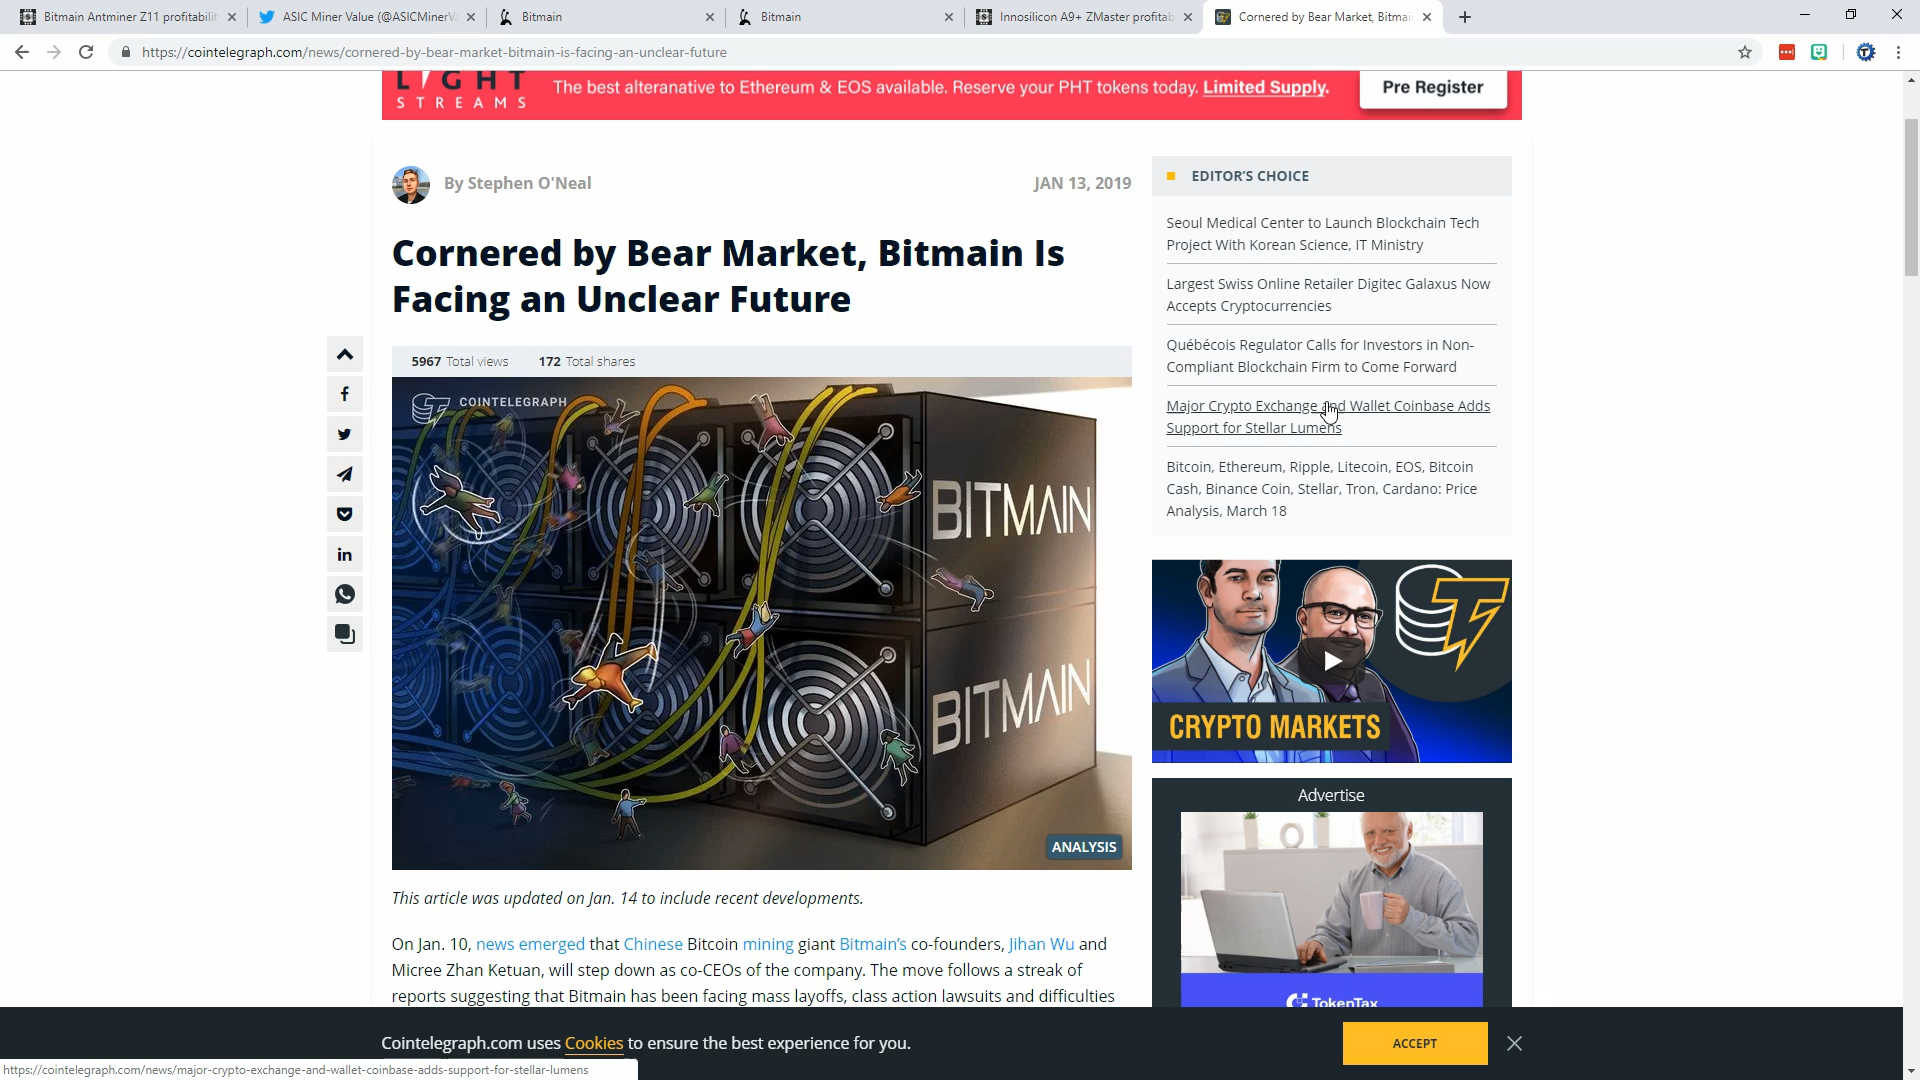 Bitmain Antminer Z11 profitabilit
ASIC Miner Value (@ASICMinerV
Bitmain
Bitmain
Innosilicon A9+ ZMaster profitab
Cornered by Bear Market, Bitmai
https://cointelegraph.com/news/cornered-by-bear-market-bitmain-is-facing-an-unclear-future
LIGHT
STREAMS
The best alteranative to Ethereum & EOS available. Reserve your PHT tokens today. Limited Supply.
Pre Register
By Stephen O'Neal
JAN 13, 2019
Cornered by Bear Market, Bitmain Is
Facing an Unclear Future
5967 Total views 172 Total shares
COINTELEGRAPH
BITMAIN
BITMAIN
ANALYSIS
This article was updated on Jan. 14 to include recent developments.
On Jan. 10, news emerged that Chinese Bitcoin mining giant Bitmain's co-founders, Jihan Wu and
Micree Zhan Ketuan, will step down as co-CEOs of the company. The move follows a streak of
reports suggesting that Bitmain has been facing mass layoffs, class action lawsuits and difficulties
EDITOR'S CHOICE
Seoul Medical Center to Launch Blockchain Tech
Project With Korean Science, IT Ministry
Largest Swiss Online Retailer Digitec Galaxus Now
Accepts Cryptocurrencies
Québécois Regulator Calls for Investors in Non-
Compliant Blockchain Firm to Come Forward
Major Crypto Exchange and Wallet Coinbase Adds
Support for Stellar Lumens
Bitcoin, Ethereum, Ripple, Litecoin, EOS, Bitcoin
Cash, Binance Coin, Stellar, Tron, Cardano: Price
Analysis, March 18
CRYPTO MARKETS
Advertise
TokenTax
Cointelegraph.com uses Cookies to ensure the best experience for you.
ACCEPT
https://cointelegraph.com/news/major-crypto-exchange-and-wallet-coinbase-adds-support-for-stellar-lumens